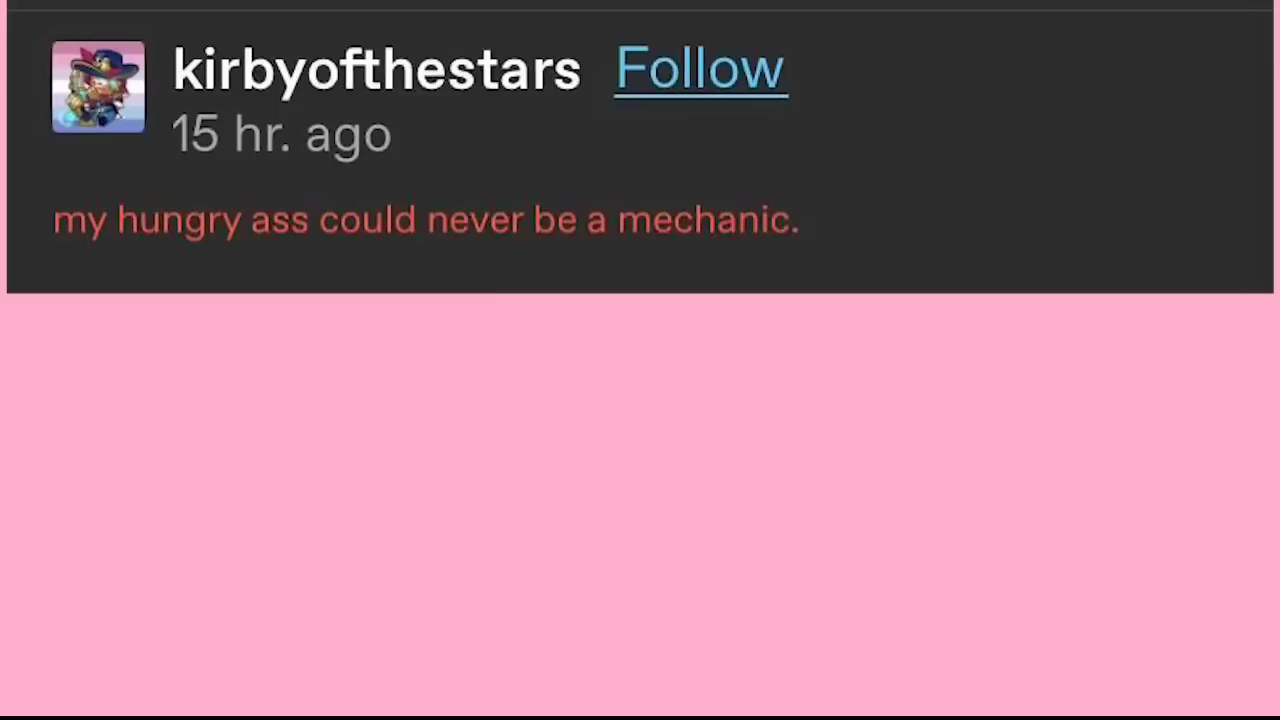 kirbyofthestars Follow
15 hr. ago
my hungry ass could never be a mechanic.